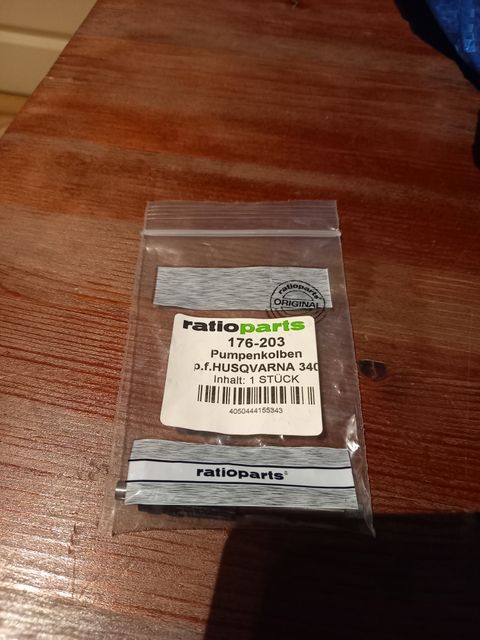 ratioparts
ORIGINAL
ratioparts
176-203
Pumpenkolben
p.f.HUSQVARNA 340
Inhalt: 1 STÜCK
4050444155343
ratioparts®